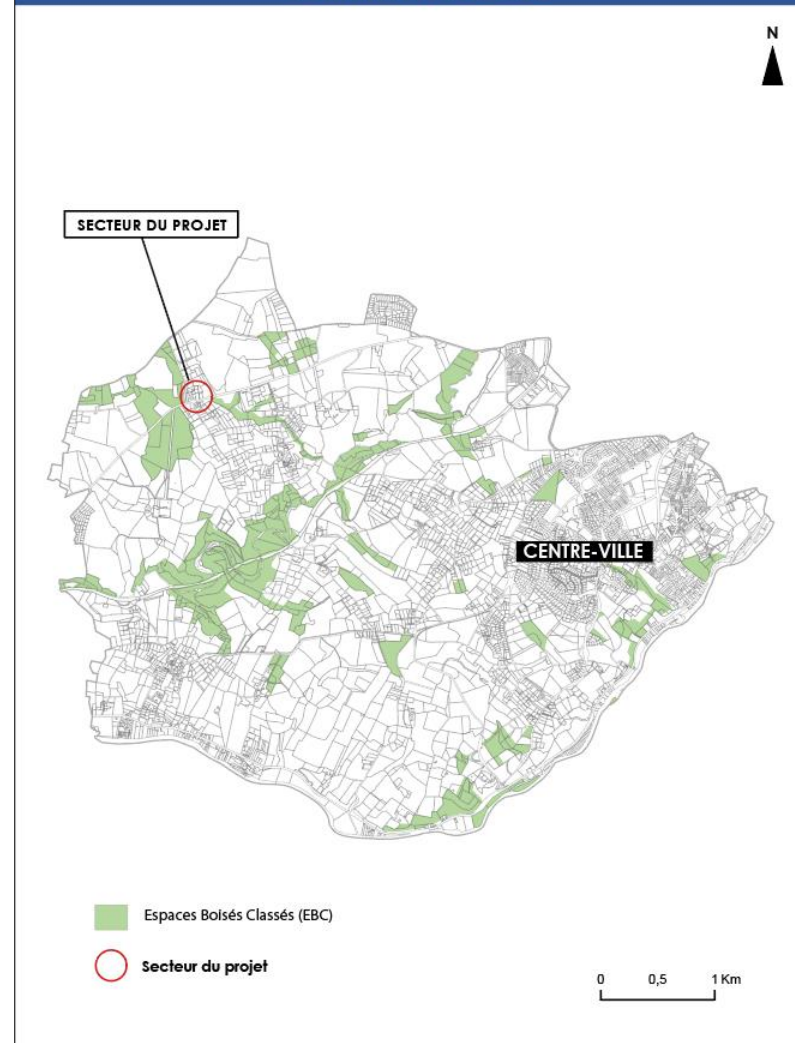 N
SECTEUR DU PROJET
CENTRE-VILLE
Espaces Boisés Classés (EBC)
Secteur du projet
0 0,5 1 Km